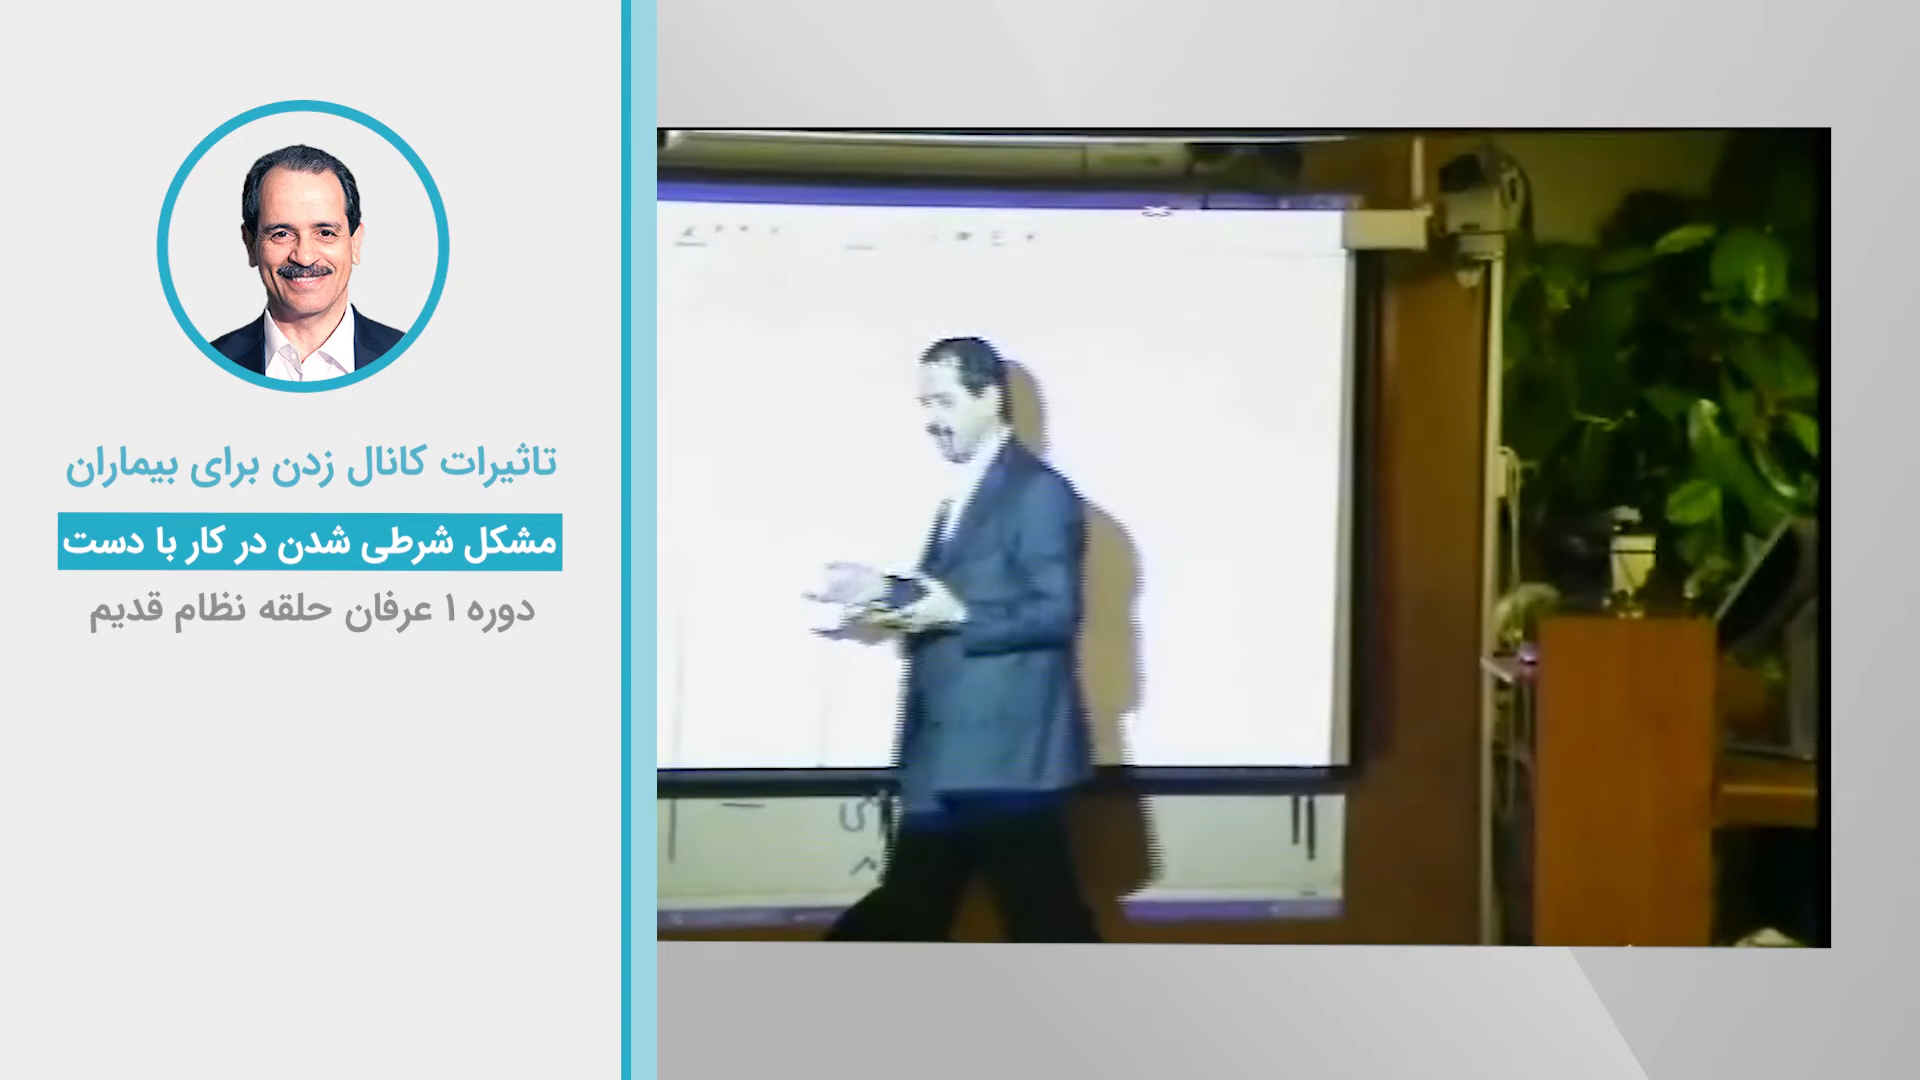 تاثیرات کانال زدن برای بیماران
مشکل شرطی شدن در کار با دست
دوره ۱ عرفان حلقه نظام قدیم